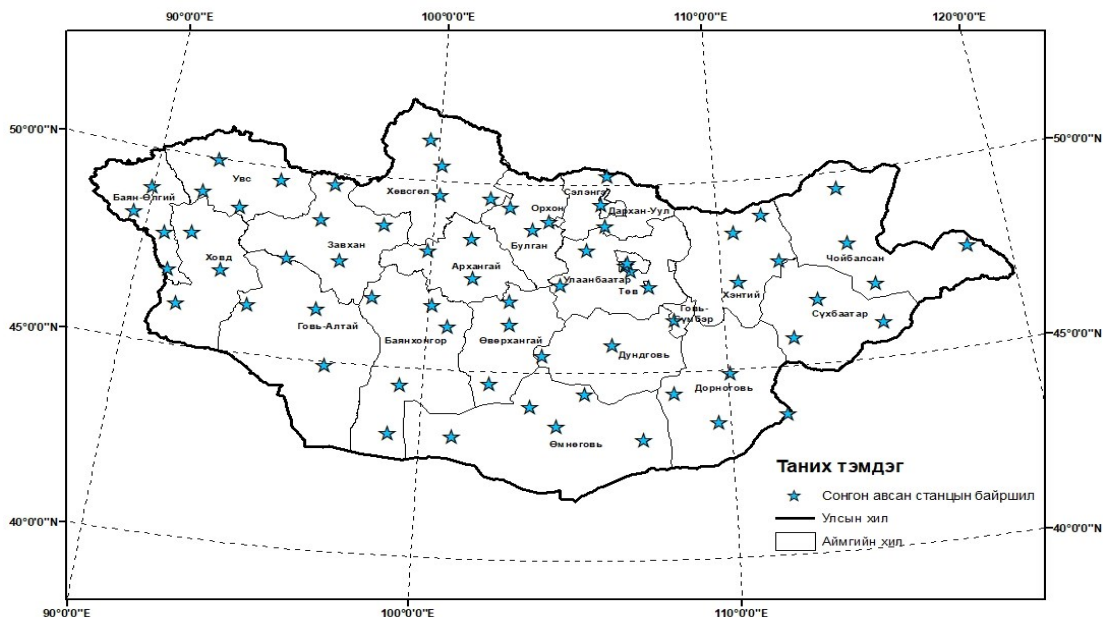 90°0'0"E 100°0'0"E 110°0'0"E 120°0'0"E
50°0'0"N 50°0'0"N
Увс
Баян-Өлгий
Хөвсгөл
Сэлэнгэ
Орхон
Дархан-Уул
Завхан
Булган
Ховд
Архангай
Чойбалсан
Улаанбаатар
Төв
Хэнтий
Сүхбаатар
Говь-
Сүмбэр
45°0'0"N 45°0'0"N
Говь-Алтай
Баянхонгор
Өверхангай
Дундговь
Дорноговь
Өмнөговь
Таних тэмдэг
Сонгон авсан станцын байршил
Улсын хил
Аймгийн хил
40°0'0"N 40°0'0"N
90°0'0"E 100°0'0"E 110°0'0"E